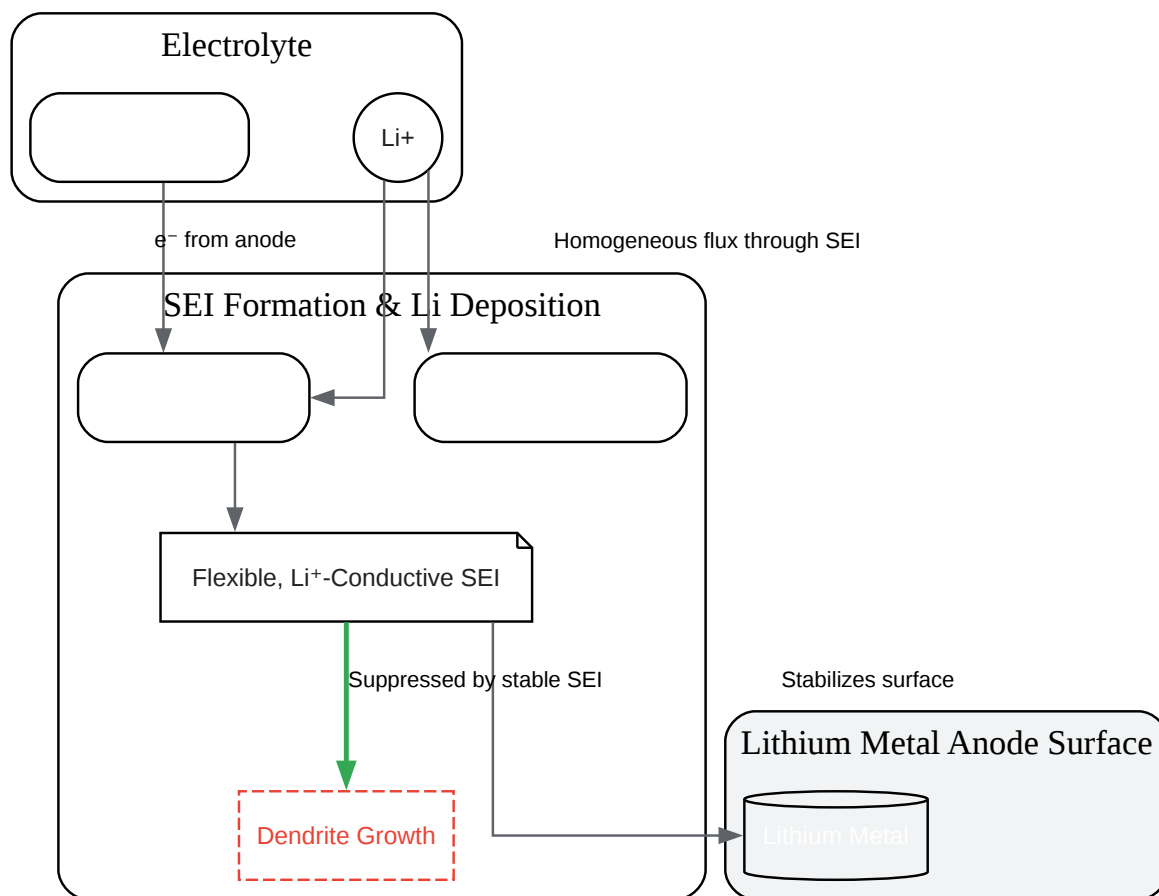 Electrolyte
Li+
e⁻ from anode
Homogeneous flux through SEI
SEI Formation & Li Deposition
Flexible, Li⁺-Conductive SEI
Suppressed by stable SEI
Stabilizes surface
Lithium Metal Anode Surface
Dendrite Growth
Lithium Metal